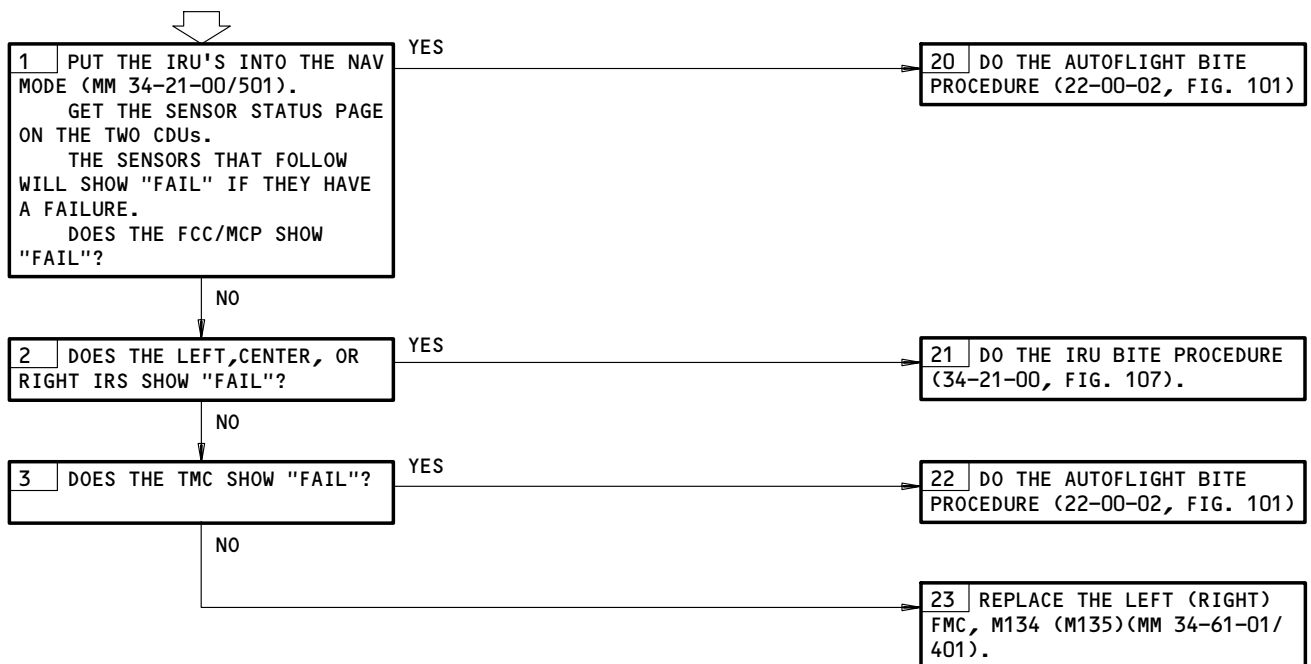 1 PUT THE IRU'S INTO THE NAV
MODE (MM 34-21-00/501).
GET THE SENSOR STATUS PAGE
ON THE TWO CDUs.
THE SENSORS THAT FOLLOW
WILL SHOW "FAIL" IF THEY HAVE
A FAILURE.
DOES THE FCC/MCP SHOW
"FAIL"?
YES
20 DO THE AUTOFLIGHT BITE
PROCEDURE (22-00-02, FIG. 101)
NO
2 DOES THE LEFT,CENTER, OR
RIGHT IRS SHOW "FAIL"?
YES
21 DO THE IRU BITE PROCEDURE
(34-21-00, FIG. 107).
NO
3 DOES THE TMC SHOW "FAIL"?
YES
22 DO THE AUTOFLIGHT BITE
PROCEDURE (22-00-02, FIG. 101)
NO
23 REPLACE THE LEFT (RIGHT)
FMC, M134 (M135)(MM 34-61-01/
401).